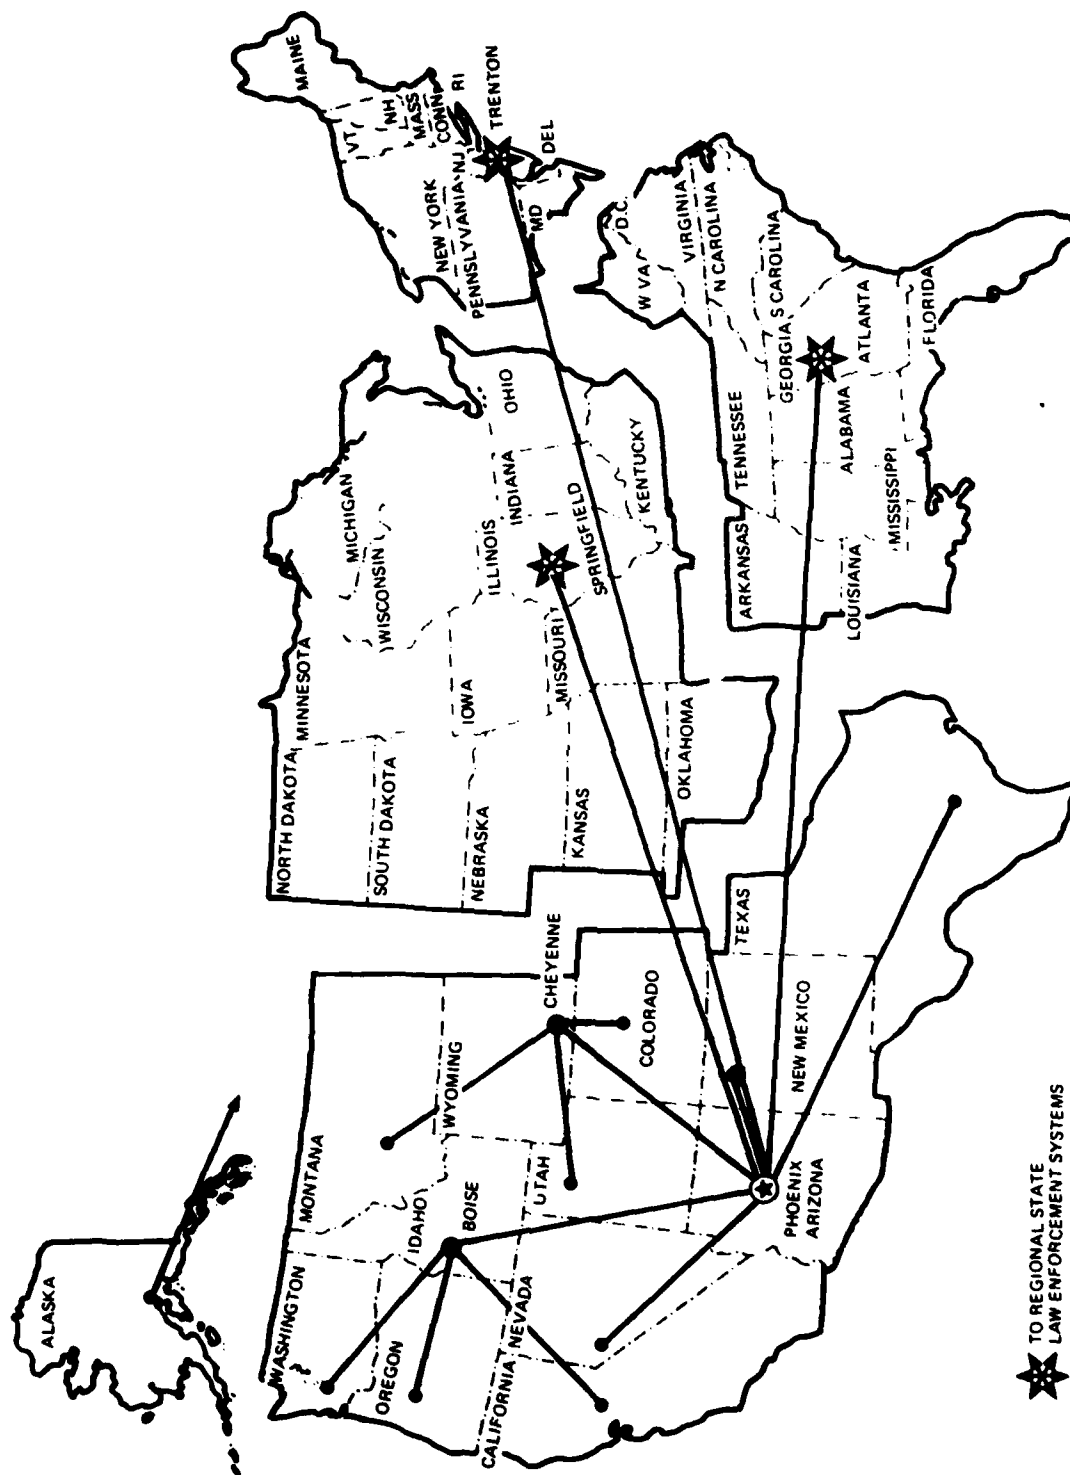 ALASKA
WASHINGTON
MONTANA
OREGON
IDAHO
BOISE
WYOMING
CHEYENNE
CALIFORNIA
NEVADA
UTAH
COLORADO
PHOENIX
ARIZONA
NEW MEXICO
TEXAS
NORTH DAKOTA
MINNESOTA
SOUTH DAKOTA
NEBRASKA
IOWA
WISCONSIN
MICHIGAN
KANSAS
MISSOURI
ILLINOIS
INDIANA
OHIO
SPRINGFIELD
KENTUCKY
OKLAHOMA
MAINE
VT
NH
MASS
CONN
RI
NEW YORK
PENNSLYVANIA
NJ
TRENTON
MD
DEL
W VA
D.C.
VIRGINIA
N CAROLINA
S CAROLINA
TENNESSEE
ARKANSAS
GEORGIA
ATLANTA
ALABAMA
MISSISSIPPI
LOUISIANA
FLORIDA
TO REGIONAL STATE
LAW ENFORCEMENT SYSTEMS